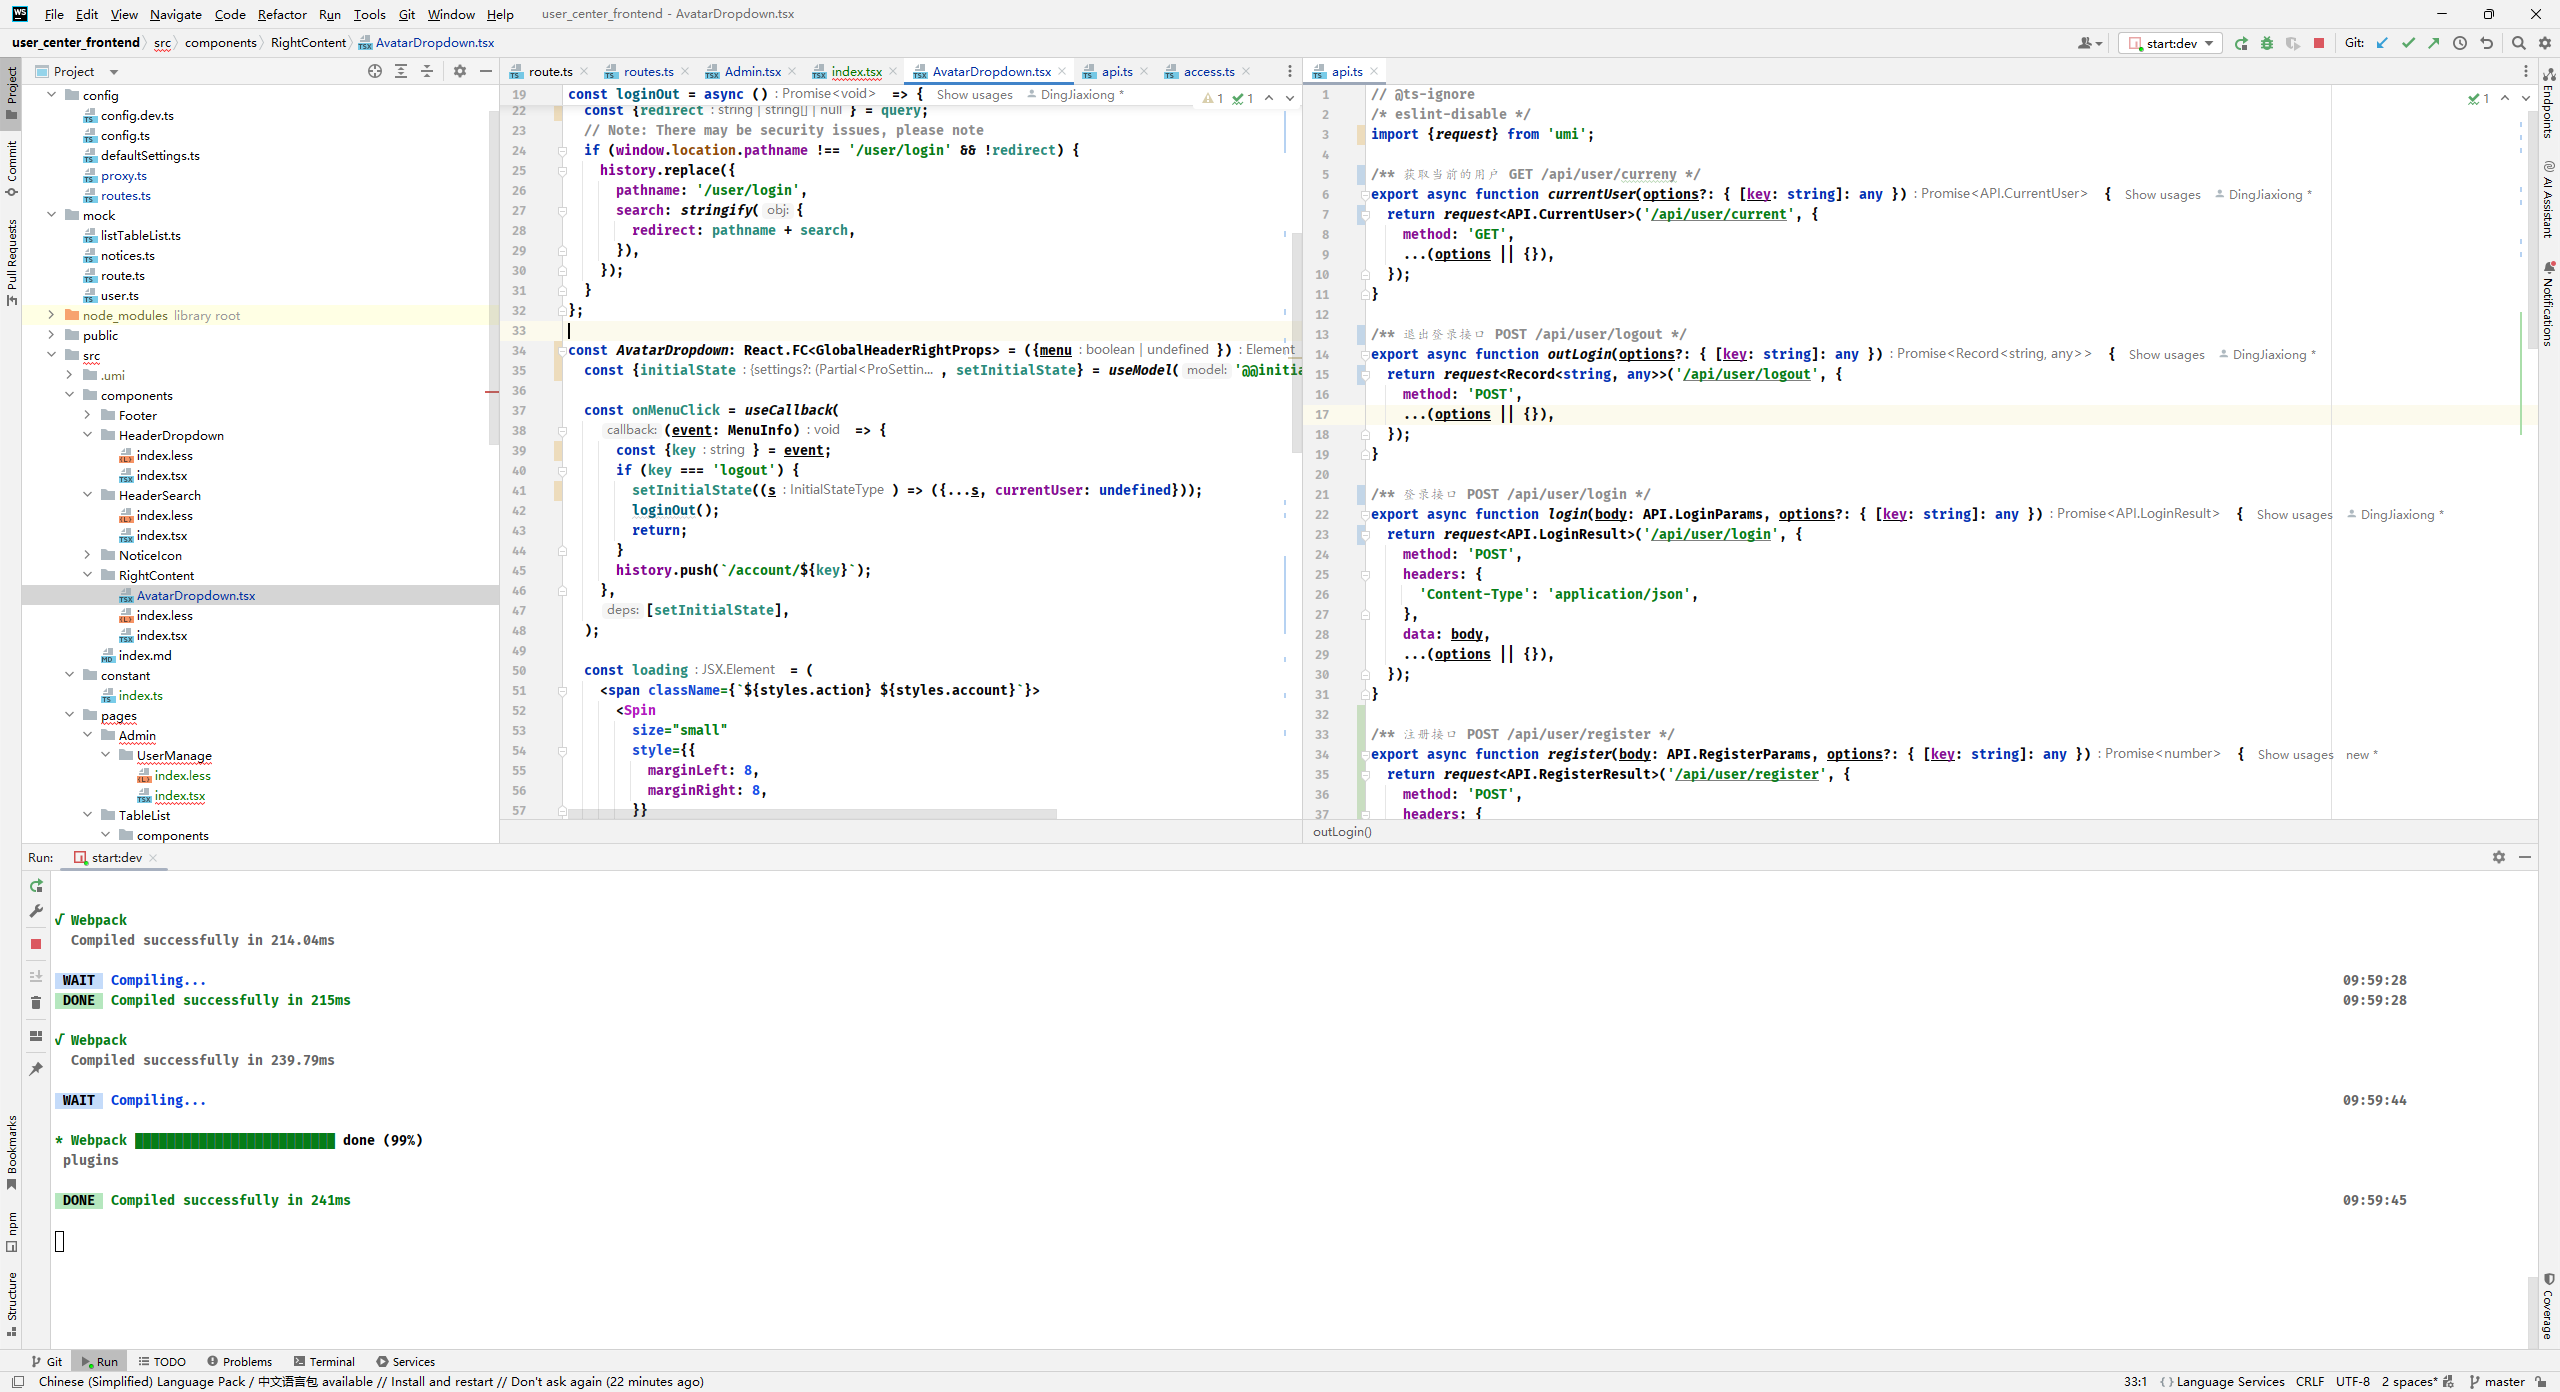 File Edit View Navigate Code Refactor Run Tools Git Window Help user_center_frontend - AvatarDropdown.tsx
user_center_frontend src components RightContent AvatarDropdown.tsx start:dev Git:
Project
route.ts routes.ts Admin.tsx index.tsx AvatarDropdown.tsx api.ts access.ts
api.ts
Project
Commit
Pull Requests
Bookmarks
npm
Structure
config
config.dev.ts
config.ts
defaultSettings.ts
proxy.ts
routes.ts
mock
listTableList.ts
notices.ts
route.ts
user.ts
node_modules library root
public
src
.umi
components
Footer
HeaderDropdown
index.less
index.tsx
HeaderSearch
index.less
index.tsx
NoticeIcon
RightContent
AvatarDropdown.tsx
index.less
index.tsx
index.md
constant
index.ts
pages
Admin
UserManage
index.less
index.tsx
TableList
components
19 const loginOut = async () : Promise<void> => { Show usages DingJiaxiong *
1 1
22 const {redirect : string | string[] | null } = query;
23 // Note: There may be security issues, please note
24 if (window.location.pathname !== '/user/login' && !redirect) {
25 history.replace({
26 pathname: '/user/login',
27 search: stringify( obj: {
28 redirect: pathname + search,
29 }),
30 });
31 }
32 };
33
34 const AvatarDropdown: React.FC<GlobalHeaderRightProps> = ({menu : boolean | undefined }) : Element
35 const {initialState : {settings?: (Partial<ProSettin... , setInitialState} = useModel( model: '@@initia
36
37 const onMenuClick = useCallback(
38 callback: (event: MenuInfo) : void => {
39 const {key : string } = event;
40 if (key === 'logout') {
41 setInitialState((s : InitialStateType ) => ({...s, currentUser: undefined}));
42 loginOut();
43 return;
44 }
45 history.push(`/account/${key}`);
46 },
47 deps: [setInitialState],
48 );
49
50 const loading : JSX.Element = (
51 <span className={`${styles.action} ${styles.account}`}>
52 <Spin
53 size="small"
54 style={{
55 marginLeft: 8,
56 marginRight: 8,
57 }}
1 // @ts-ignore
1
2 /* eslint-disable */
3 import {request} from 'umi';
4
5 /** 获取当前的用户 GET /api/user/curreny */
6 export async function currentUser(options?: { [key: string]: any }) : Promise<API.CurrentUser> { Show usages DingJiaxiong *
7 return request<API.CurrentUser>('/api/user/current', {
8 method: 'GET',
9 ...(options || {}),
10 });
11 }
12
13 /** 退出登录接口 POST /api/user/logout */
14 export async function outLogin(options?: { [key: string]: any }) : Promise<Record<string, any>> { Show usages DingJiaxiong *
15 return request<Record<string, any>>('/api/user/logout', {
16 method: 'POST',
17 ...(options || {}),
18 });
19 }
20
21 /** 登录接口 POST /api/user/login */
22 export async function login(body: API.LoginParams, options?: { [key: string]: any }) : Promise<API.LoginResult> { Show usages DingJiaxiong *
23 return request<API.LoginResult>('/api/user/login', {
24 method: 'POST',
25 headers: {
26 'Content-Type': 'application/json',
27 },
28 data: body,
29 ...(options || {}),
30 });
31 }
32
33 /** 注册接口 POST /api/user/register */
34 export async function register(body: API.RegisterParams, options?: { [key: string]: any }) : Promise<number> { Show usages new *
35 return request<API.RegisterResult>('/api/user/register', {
36 method: 'POST',
37 headers: {
outLogin()
Endpoints
AI Assistant
Notifications
Coverage
Run: start:dev
√ Webpack
Compiled successfully in 214.04ms
WAIT Compiling... 09:59:28
DONE Compiled successfully in 215ms 09:59:28
√ Webpack
Compiled successfully in 239.79ms
WAIT Compiling... 09:59:44
* Webpack done (99%)
plugins
DONE Compiled successfully in 241ms 09:59:45
Git Run TODO Problems Terminal Services
Chinese (Simplified) Language Pack / 中文语言包 available // Install and restart // Don't ask again (22 minutes ago) 33:1 {} Language Services CRLF UTF-8 2 spaces* master